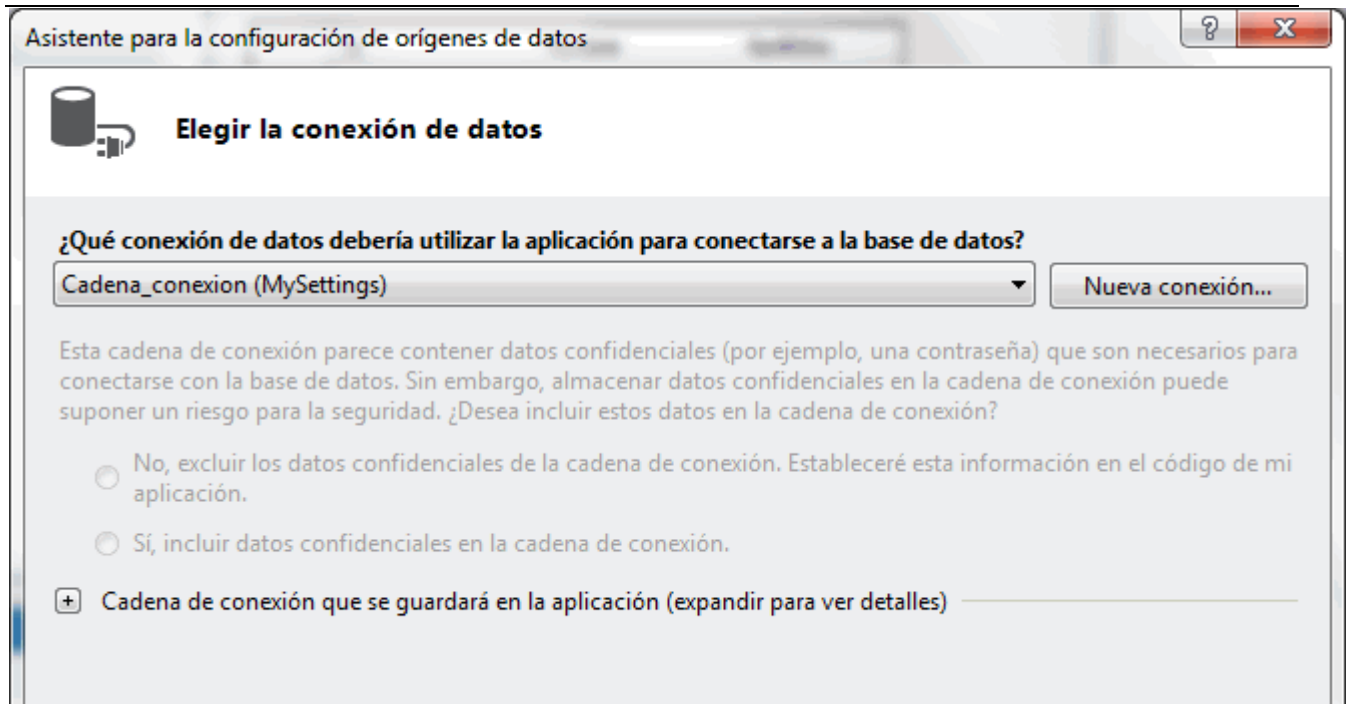 Asistente para la configuración de orígenes de datos
Elegir la conexión de datos
¿Qué conexión de datos debería utilizar la aplicación para conectarse a la base de datos?
Cadena_conexion (MySettings)
Nueva conexión...
Esta cadena de conexión parece contener datos confidenciales (por ejemplo, una contraseña) que son necesarios para
conectarse con la base de datos. Sin embargo, almacenar datos confidenciales en la cadena de conexión puede
suponer un riesgo para la seguridad. ¿Desea incluir estos datos en la cadena de conexión?
No, excluir los datos confidenciales de la cadena de conexión. Estableceré esta información en el código de mi
aplicación.
Sí, incluir datos confidenciales en la cadena de conexión.
Cadena de conexión que se guardará en la aplicación (expandir para ver detalles)